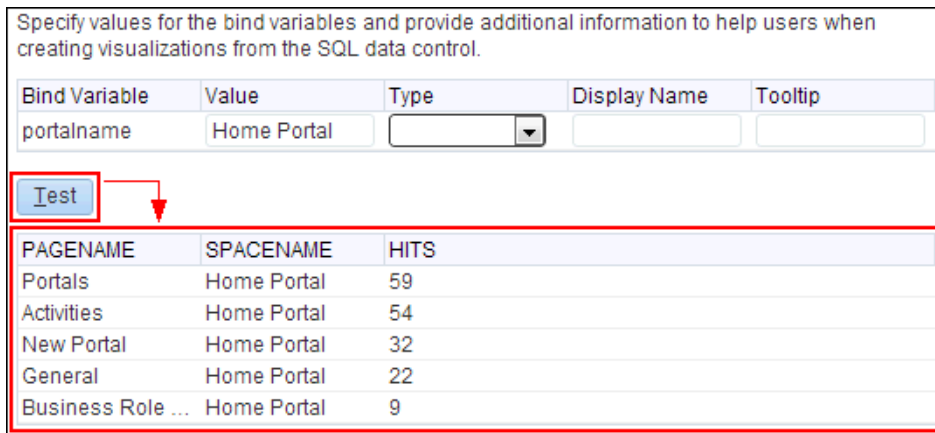 Specify values for the bind variables and provide additional information to help users when
creating visualizations from the SQL data control.
Bind Variable Value Type Display Name Tooltip
portalname Home Portal
Test
PAGENAME SPACENAME HITS
Portals Home Portal 59
Activities Home Portal 54
New Portal Home Portal 32
General Home Portal 22
Business Role ... Home Portal 9